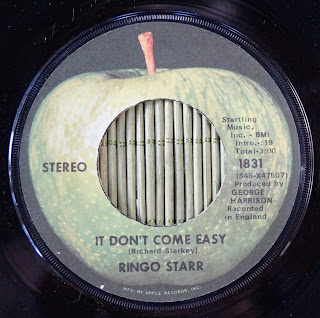 Startling
Music,
Inc. - BMI
Intro.-:19
Total-3:00
STEREO
1831
(S45-X47507)
Produced by
GEORGE
HARRISON
Recorded
in England
IT DON'T COME EASY
(Richard Starkey)
RINGO STARR
MFD. BY APPLE RECORDS, INC.